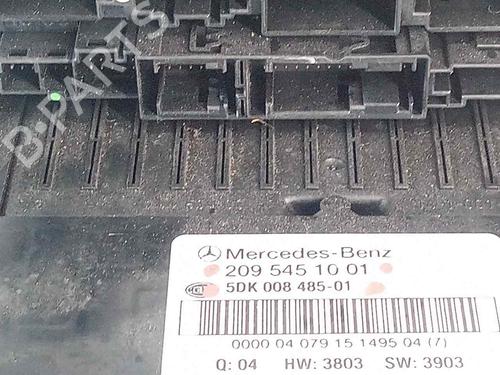 B-PARTS
Mercedes-Benz
209 545 10 01
5DK 008 485-01
0000 04 079 15 1495 04 (7)
Q: 04 HW: 3803 SW: 3903